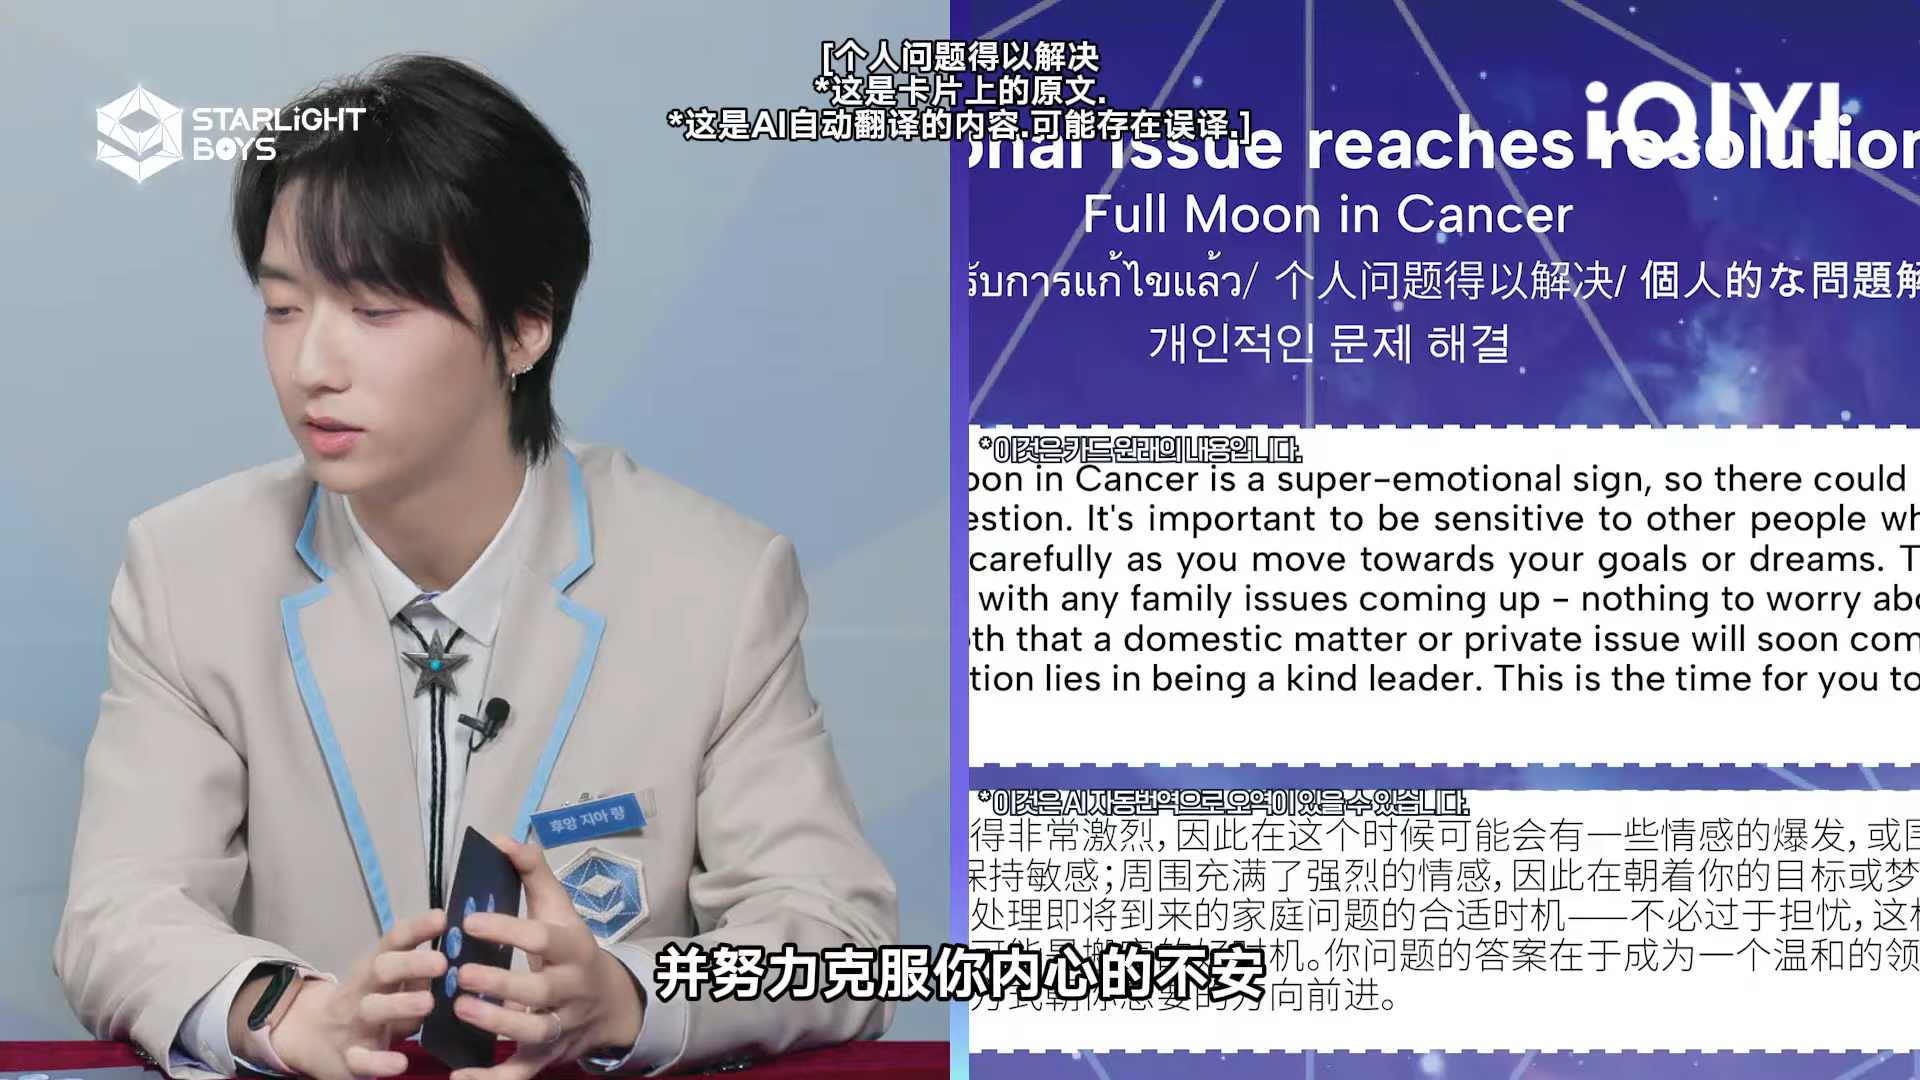 [个人问题得以解决
*这是卡片上的原文.
*这是AI自动翻译的内容.可能存在误译.]
STARLIGHT
BOYS
iQIYI
issue reaches resolution
Full Moon in Cancer
รับการแก้ไขแล้ว/ 个人问题得以解决/ 個人的な問題解
개인적인 문제 해결
*이것은 카드 원래의 내용입니다.
in Cancer is a super-emotional sign, so there could
It's important to be sensitive to other people
carefully as you move towards your goals or dreams.
with any family issues coming up - nothing to worry
that a domestic matter or private issue will soon
lies in being a kind leader. This is the time for you to
*이것은 AI 자동번역으로 오역이 있을 수 있습니다.
得非常激烈，因此在这个时候可能会有一些情感的爆发，或
保持敏感；周围充满了强烈的情感，因此在朝着你的目标或梦
处理即将到来的家庭问题的合适时机——不必过于担忧，这
机。你问题的答案在于成为一个温和的领
方向前进。
후앙 지아 량
并努力克服你内心的不安